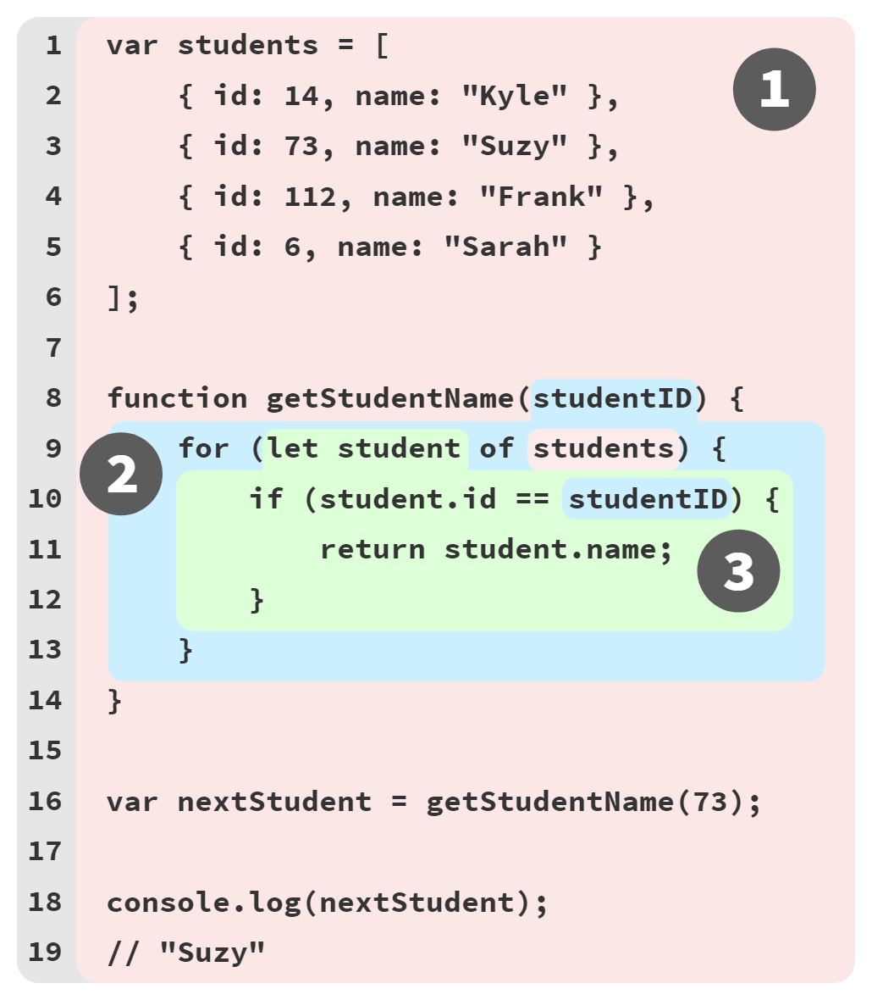 1 var students = [
2     { id: 14, name: "Kyle" },
3     { id: 73, name: "Suzy" },
4     { id: 112, name: "Frank" },
5     { id: 6, name: "Sarah" }
6 ];
7
8 function getStudentName(studentID) {
9     for (let student of students) {
10         if (student.id == studentID) {
11             return student.name;
12         }
13     }
14 }
15
16 var nextStudent = getStudentName(73);
17
18 console.log(nextStudent);
19 // "Suzy"
1
2
3